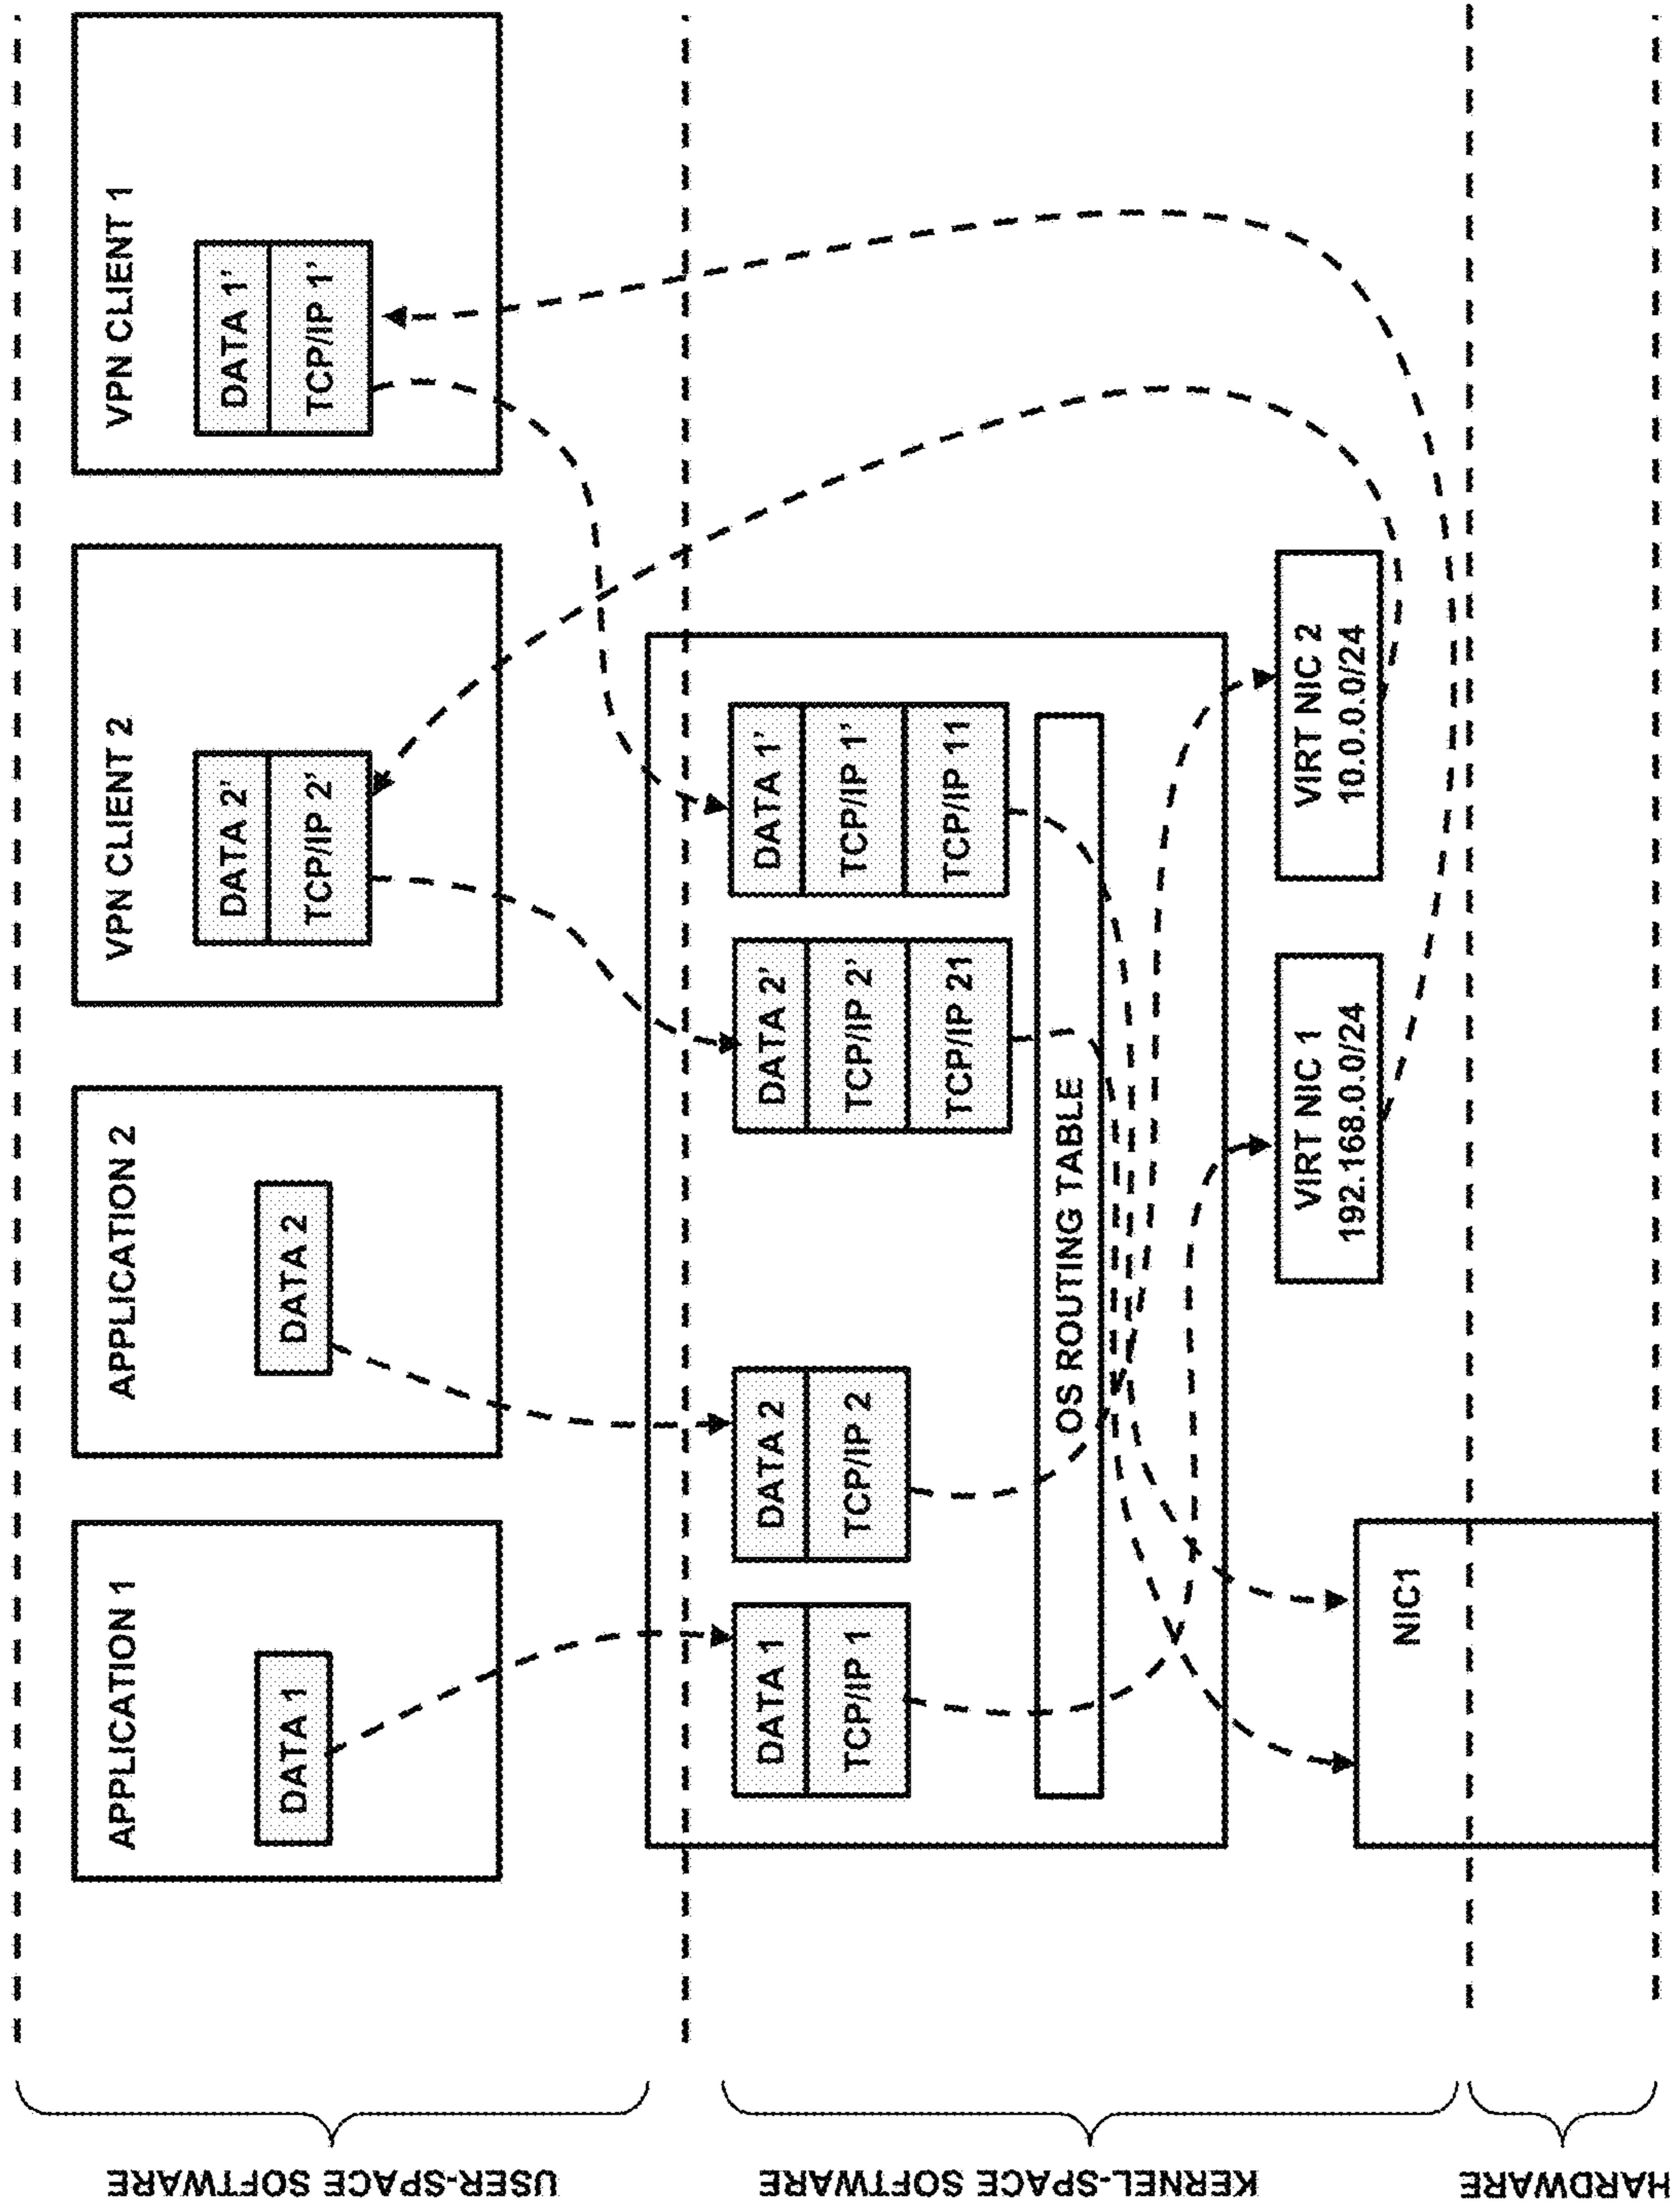 USER-SPACE SOFTWARE
APPLICATION 1
DATA 1
APPLICATION 2
DATA 2
VPN CLIENT 2
DATA 2'
TCP/IP 2'
VPN CLIENT 1
DATA 1'
TCP/IP 1'
KERNEL-SPACE SOFTWARE
DATA 1
TCP/IP 1
DATA 2
TCP/IP 2
DATA 2'
TCP/IP 2'
TCP/IP 21
DATA 1'
TCP/IP 1'
TCP/IP 11
OS ROUTING TABLE
VIRT NIC 1
192.168.0.0/24
VIRT NIC 2
10.0.0.0/24
HARDWARE
NIC1